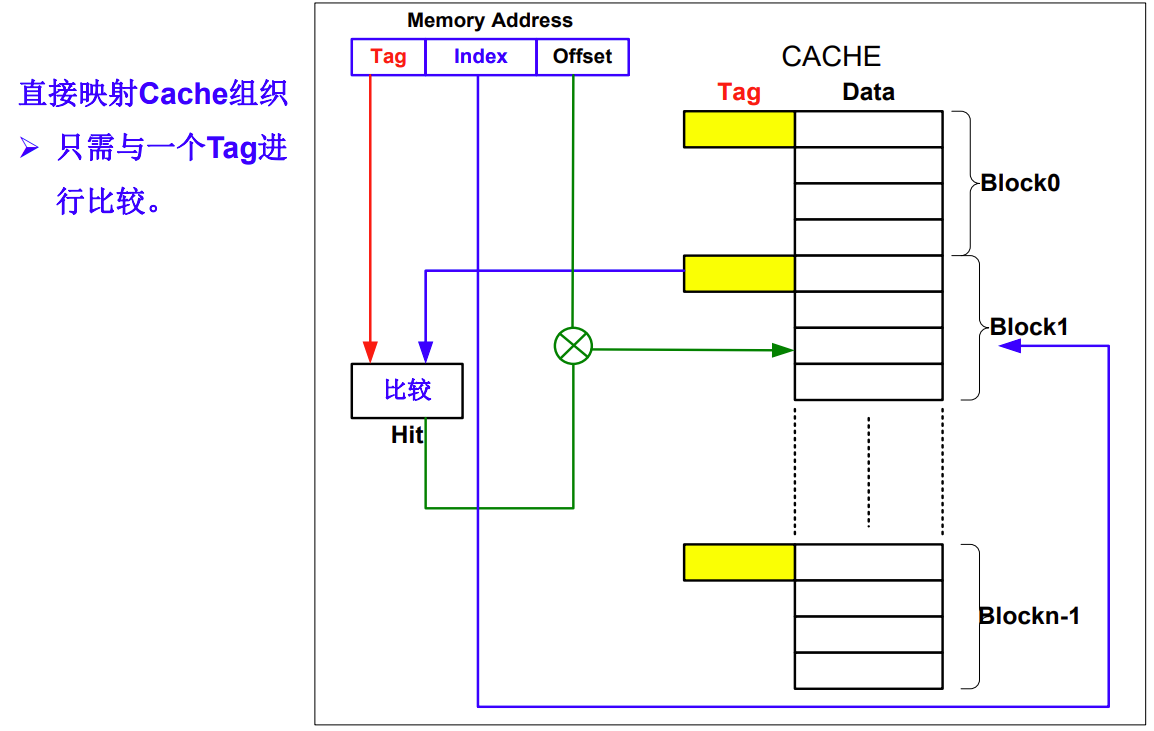 Memory Address
Tag
Index
Offset
直接映射Cache组织
➢ 只需与一个Tag进
行比较。
CACHE
Tag
Data
Block0
Block1
比较
Hit
Blockn-1